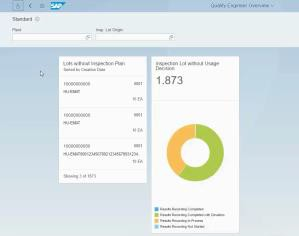 SAP
Quality Engineer Overview
Standard
Plant
Insp. Lot Origin
Lots without Inspection Plan
Sorted by Creation Date
10000000000
0001
HU-EMAT
10 EA
10000000000
0001
HU-EMAT
10 EA
10000000000
0001
10 EA
Showing 3 of 1873
Inspection Lot without Usage
Decision
1.873
Results Recording Completed
Results Recording Completed with Deviation
Results Recording In Process
Results Recording Not Started